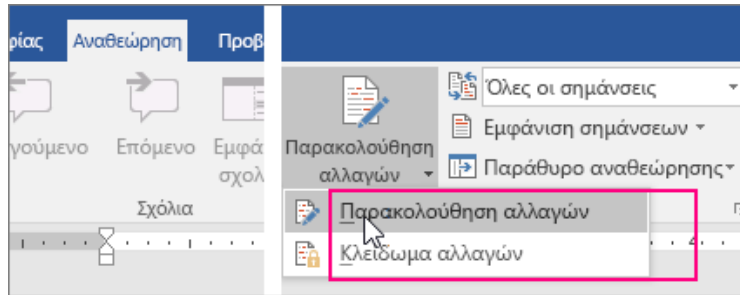 ρίας Αναθεώρηση Προβ
γούμενο Επόμενο Εμφά
σχολ
Σχόλια
Παρακολούθηση
αλλαγών
Όλες οι σημάνσεις
Εμφάνιση σημάνσεων
Παράθυρο αναθεώρησης
Παρακολούθηση αλλαγών
Κλείδωμα αλλαγών